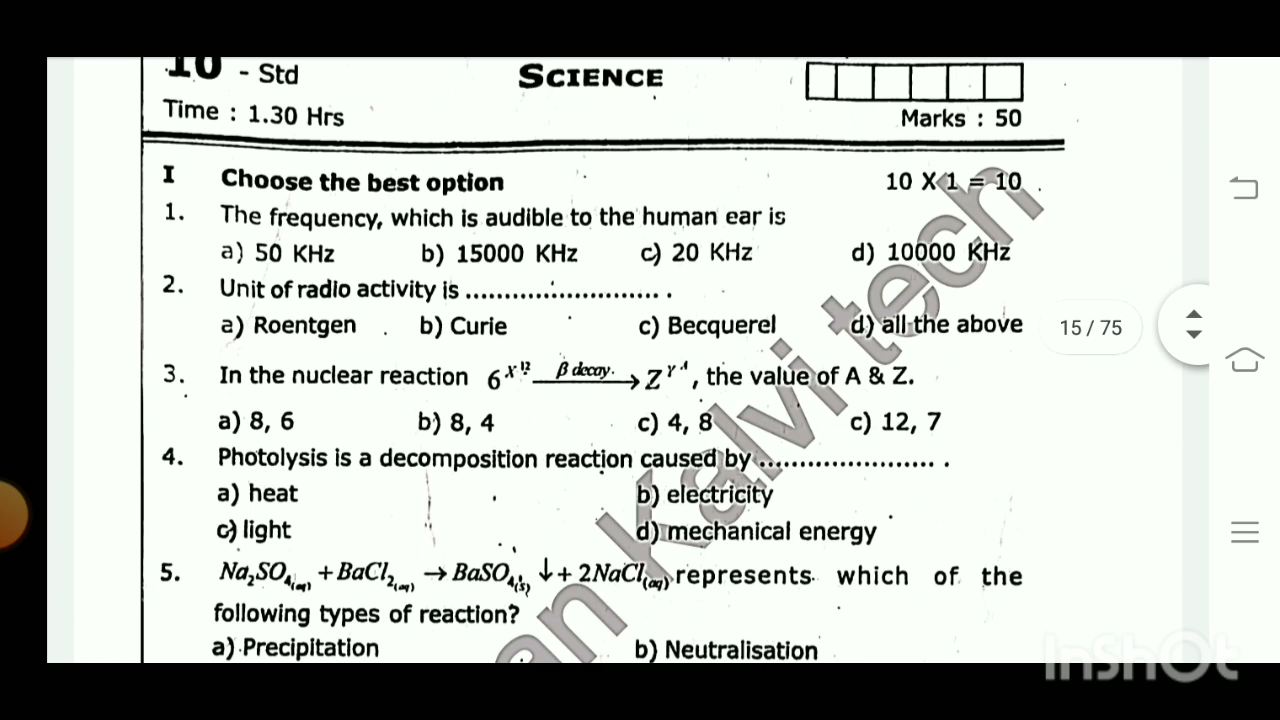 10 - Std
SCIENCE
Time : 1.30 Hrs
Marks : 50
I Choose the best option 10 X 1 = 10
1. The frequency, which is audible to the human ear is
a) 50 KHz b) 15000 KHz c) 20 KHz d) 10000 KHz
2. Unit of radio activity is ......................... .
a) Roentgen b) Curie c) Becquerel d) all the above
3. In the nuclear reaction 6^X^12 —β decay→ Z^Y^A, the value of A & Z.
a) 8, 6 b) 8, 4 c) 4, 8 c) 12, 7
4. Photolysis is a decomposition reaction caused by ....................... .
a) heat b) electricity
c) light d) mechanical energy
5. Na₂SO₄(aq) + BaCl₂(aq) → BaSO₄(s) ↓ + 2NaCl(aq) represents which of the
following types of reaction?
a) Precipitation b) Neutralisation
an Kalvi tech
15 / 75
InShOt